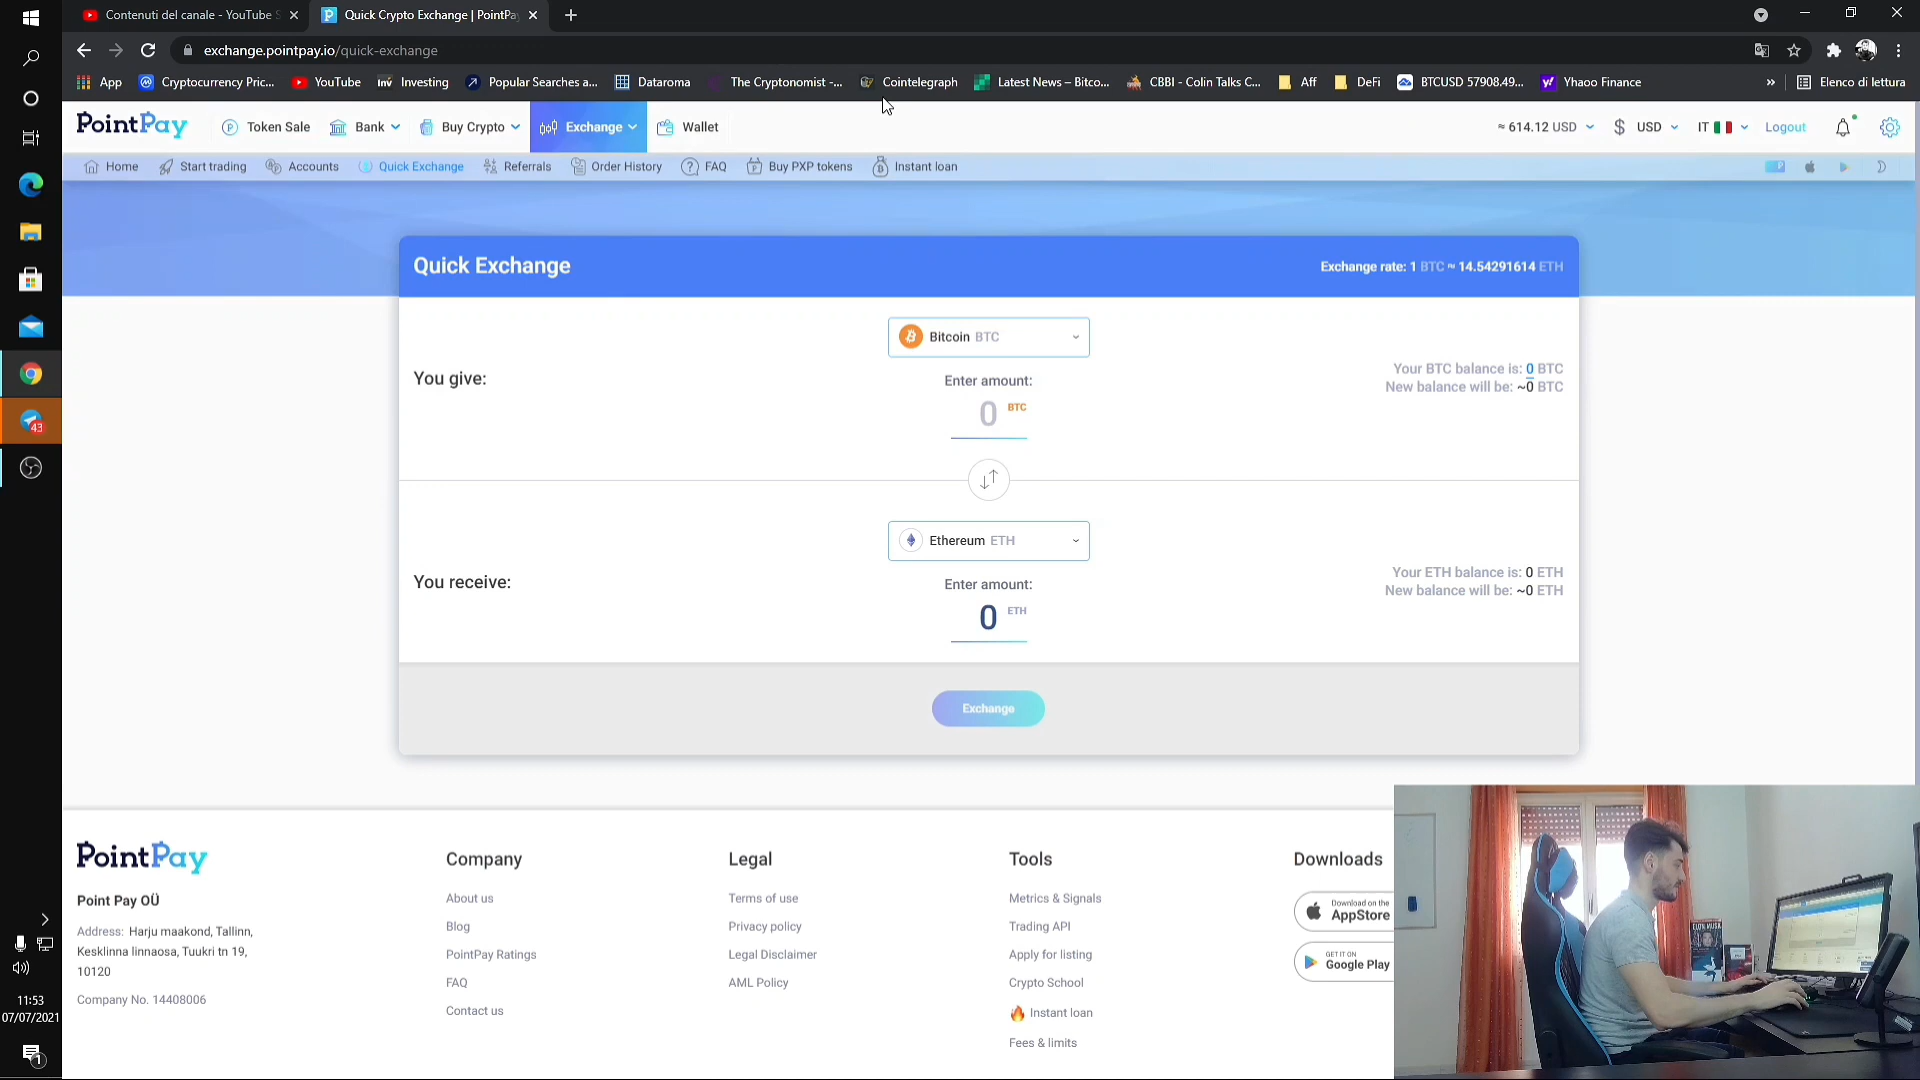 Contenuti del canale - YouTube S
Quick Crypto Exchange | PointPa
exchange.pointpay.io/quick-exchange
App
Cryptocurrency Pric...
YouTube
Inv Investing
Popular Searches a...
Dataroma
The Cryptonomist -...
Cointelegraph
Latest News – Bitco...
CBBI - Colin Talks C...
Aff
DeFi
BTCUSD 57908.49...
Yhaoo Finance
»
Elenco di lettura
PointPay
Token Sale
Bank
Buy Crypto
Exchange
Wallet
≈ 614.12 USD
$ USD
IT
Logout
Home
Start trading
Accounts
Quick Exchange
Referrals
Order History
FAQ
Buy PXP tokens
Instant loan
Quick Exchange
Exchange rate: 1 BTC ≈ 14.54291614 ETH
Bitcoin BTC
You give:
Enter amount:
0 BTC
Your BTC balance is: 0 BTC
New balance will be: ~0 BTC
Ethereum ETH
You receive:
Enter amount:
0 ETH
Your ETH balance is: 0 ETH
New balance will be: ~0 ETH
Exchange
PointPay
Point Pay OÜ
Address: Harju maakond, Tallinn,
Kesklinna linnaosa, Tuukri tn 19,
10120
Company No. 14408006
Company
About us
Blog
PointPay Ratings
FAQ
Contact us
Legal
Terms of use
Privacy policy
Legal Disclaimer
AML Policy
Tools
Metrics & Signals
Trading API
Apply for listing
Crypto School
Instant loan
Fees & limits
Downloads
Download on the
AppStore
GET IT ON
Google Play
43
11:53
07/07/2021
1
ELON MUSK